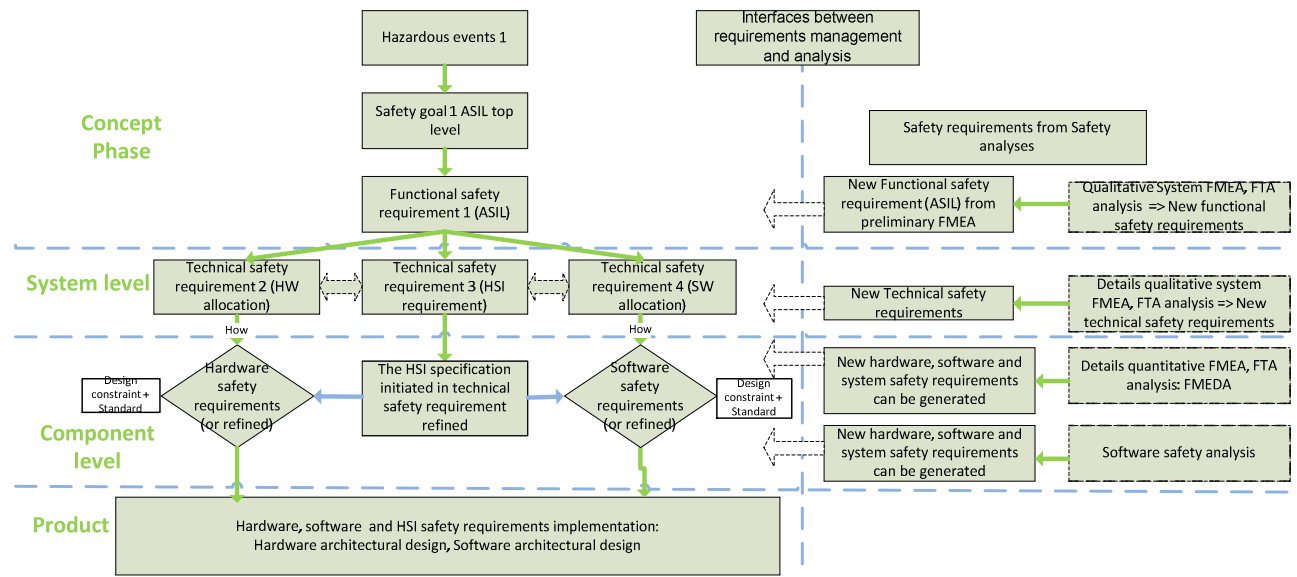 Hazardous events 1
Interfaces between
requirements management
and analysis
Concept
Phase
Safety goal 1 ASIL top
level
Safety requirements from Safety
analyses
Functional safety
requirement 1 (ASIL)
New Functional safety
requirement (ASIL) from
preliminary FMEA
Qualitative System FMEA, FTA
analysis => New functional
safety requirements
System level
Technical safety
requirement 2 (HW
allocation)
Technical safety
requirement 3 (HSI
requirement)
Technical safety
requirement 4 (SW
allocation)
New Technical safety
requirements
Details qualitative system
FMEA, FTA analysis => New
technical safety requirements
How
How
Component
level
Design
constraint +
Standard
Hardware
safety
requirements
(or refined)
The HSI specification
initiated in technical
safety requirement
refined
Software
safety
requirements
(or refined)
Design
constraint +
Standard
New hardware, software and
system safety requirements
can be generated
Details quantitative FMEA, FTA
analysis: FMEDA
New hardware, software and
system safety requirements
can be generated
Software safety analysis
Product
Hardware, software and HSI safety requirements implementation:
Hardware architectural design, Software architectural design